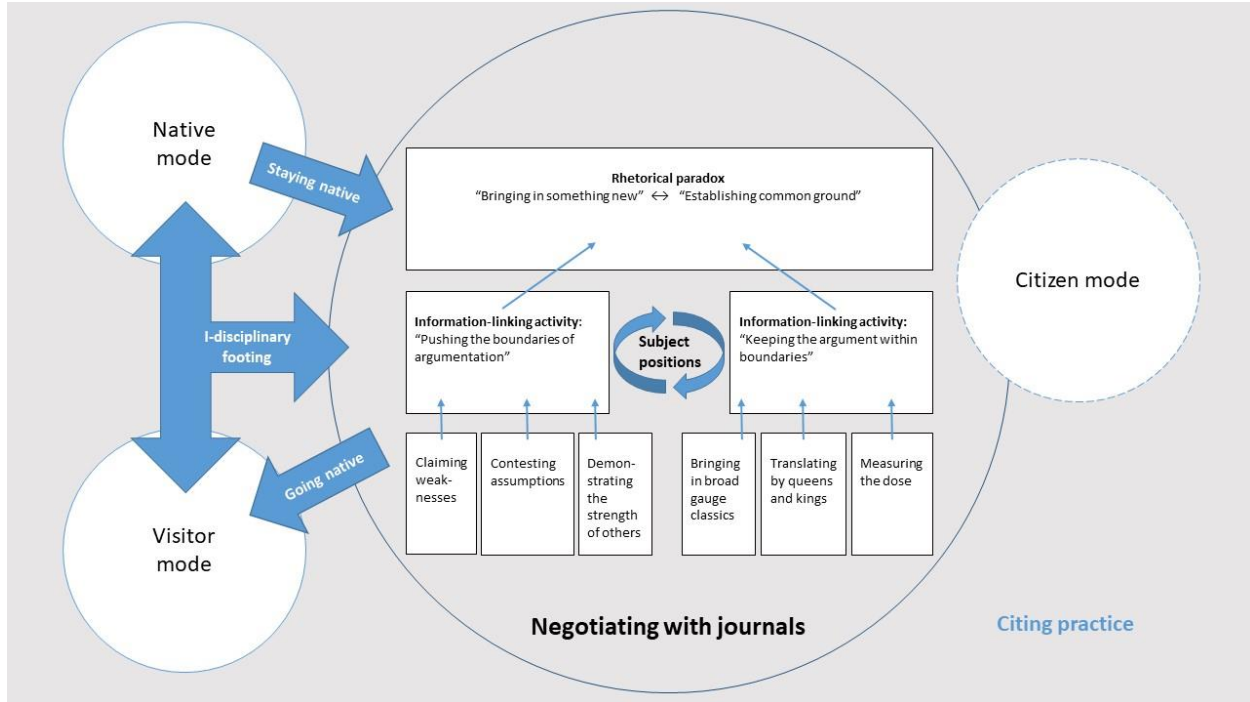 Native
mode
Staying native
Rhetorical paradox
“Bringing in something new” ↔ “Establishing common ground”
Citizen mode
I-disciplinary
footing
Information-linking activity:
“Pushing the boundaries of
argumentation”
Subject
positions
Information-linking activity:
“Keeping the argument within
boundaries”
Going native
Visitor
mode
Claiming
weak-
nesses
Contesting
assumptions
Demon-
strating
the
strength
of others
Bringing
in broad
gauge
classics
Translating
by queens
and kings
Measuring
the dose
Negotiating with journals
Citing practice